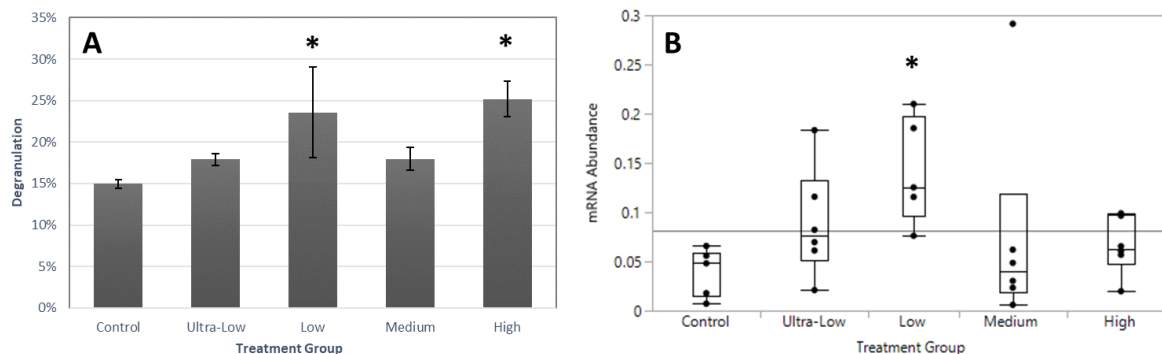 A
35%
30%
25%
20%
15%
10%
5%
0%
Degranulation
* *
Control Ultra-Low Low Medium High
Treatment Group
B
0.3
0.25
0.2
0.15
0.1
0.05
0
mRNA Abundance
*
Control Ultra-Low Low Medium High
Treatment Group